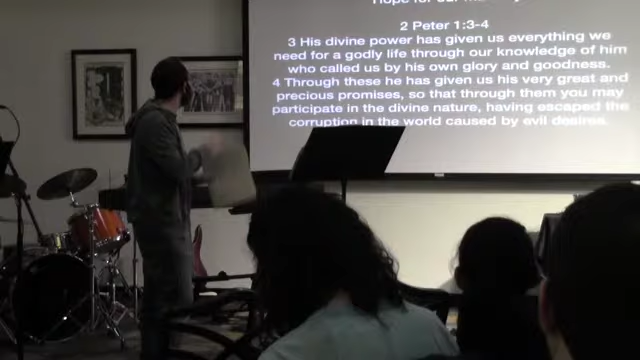 Hope for our
2 Peter 1:3-4
3 His divine power has given us everything we
need for a godly life through our knowledge of him
who called us by his own glory and goodness.
4 Through these he has given us his very great and
precious promises, so that through them you may
participate in the divine nature, having escaped the
corruption in the world caused by evil desires.